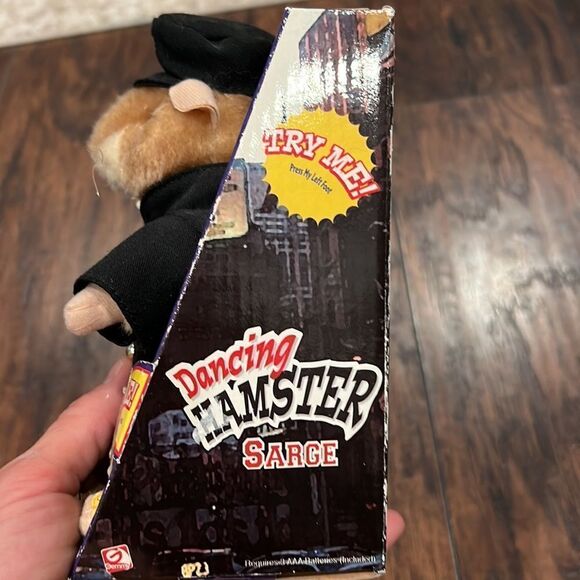 TRY ME!
Press My Left Foot
Dancing
HAMSTER
SARGE
Gemmy
Requires 3 AAA Batteries (Included)